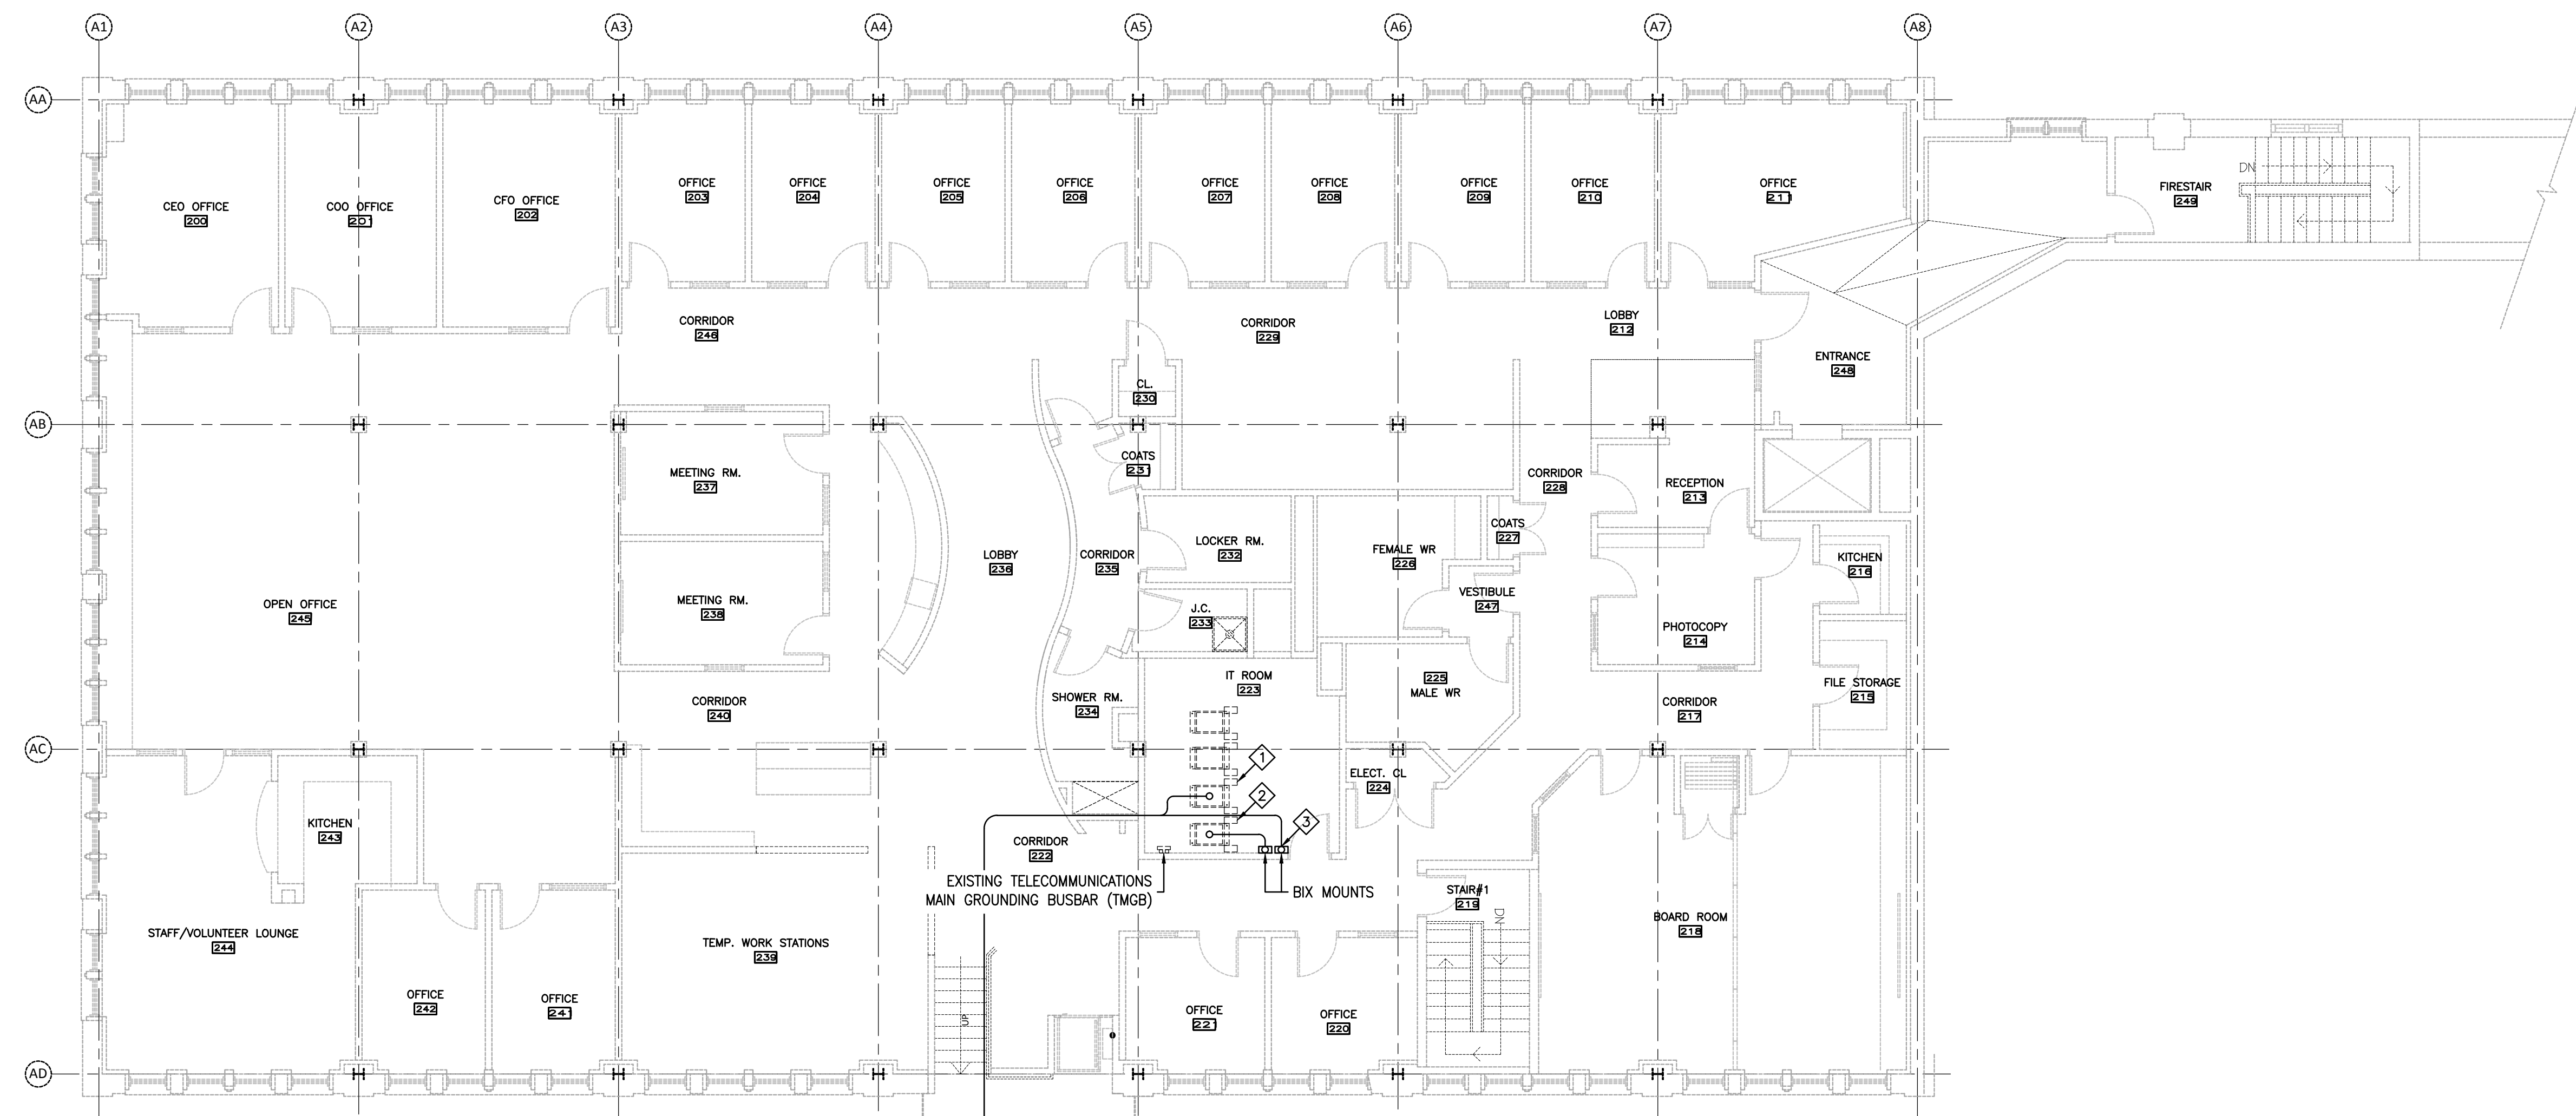 A1 A2 A3 A4 A5 A6 A7 A8
AA
CEO OFFICE
200
COO OFFICE
201
CFO OFFICE
202
OFFICE
203
OFFICE
204
OFFICE
205
OFFICE
206
OFFICE
207
OFFICE
208
OFFICE
209
OFFICE
210
OFFICE
211
DN
FIRESTAIR
249
CORRIDOR
246
CORRIDOR
229
LOBBY
212
ENTRANCE
248
CL.
230
AB
MEETING RM.
237
COATS
231
CORRIDOR
228
RECEPTION
213
COATS
227
LOBBY
236
CORRIDOR
235
LOCKER RM.
232
FEMALE WR
226
KITCHEN
216
VESTIBULE
247
OPEN OFFICE
245
MEETING RM.
238
J.C.
233
PHOTOCOPY
214
IT ROOM
223
225
MALE WR
FILE STORAGE
215
SHOWER RM.
234
CORRIDOR
240
CORRIDOR
217
AC
1
ELECT. CL
224
2
3
KITCHEN
243
CORRIDOR
222
EXISTING TELECOMMUNICATIONS
MAIN GROUNDING BUSBAR (TMGB)
BIX MOUNTS
STAIR#1
219
DN
BOARD ROOM
218
STAFF/VOLUNTEER LOUNGE
244
TEMP. WORK STATIONS
239
OFFICE
242
OFFICE
241
UP
OFFICE
221
OFFICE
220
AD